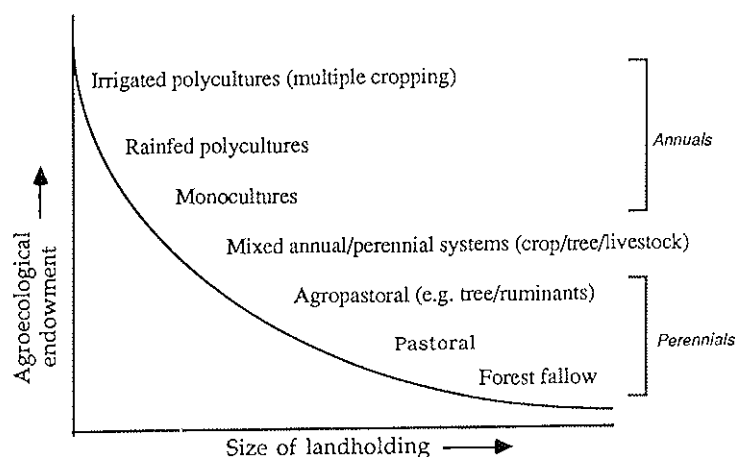 Irrigated polycultures (multiple cropping)
Annuals
Rainfed polycultures
Monocultures
Mixed annual/perennial systems (crop/tree/livestock)
Agropastoral (e.g. tree/ruminants)
Pastoral
Perennials
Forest fallow
Agroecological
endowment
Size of landholding